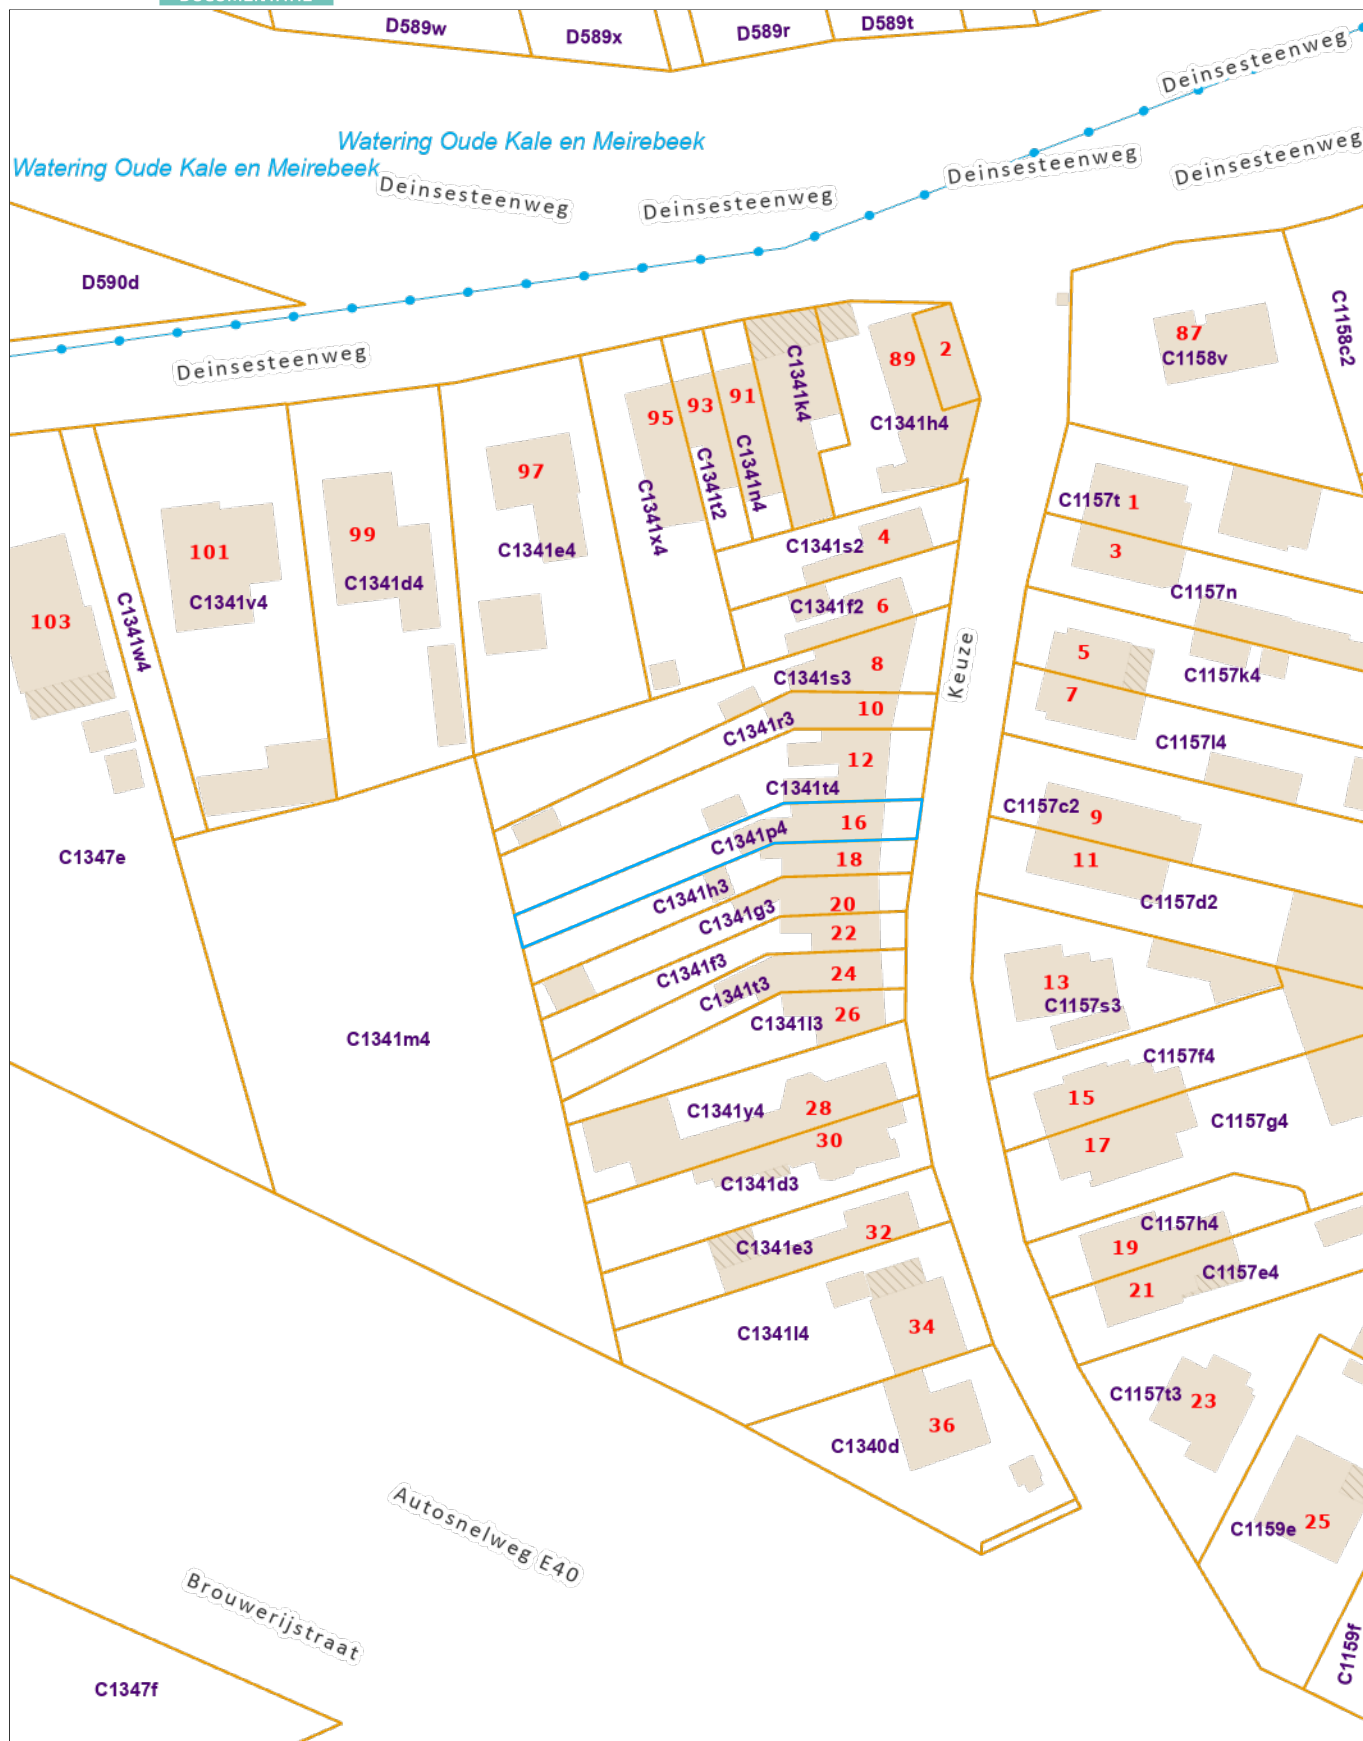 D589w
D589x
D589r
D589t
Deinsesteenweg
Watering Oude Kale en Meirebeek
Watering Oude Kale en Meirebeek
Deinsesteenweg
Deinsesteenweg
Deinsesteenweg
Deinsesteenweg
D590d
Deinsesteenweg
87
C1158v
C1158c2
2
89
C1341h4
C1341k4
91
93
95
C1341n4
C1341t2
C1341x4
97
C1341e4
99
C1341d4
101
C1341v4
103
C1341w4
C1347e
C1341s2
4
C1341f2
6
8
C1341s3
10
C1341r3
12
C1341t4
16
C1341p4
18
C1341h3
20
C1341g3
22
C1341f3
24
C1341t3
26
C1341l3
Keuze
C1157t
1
3
C1157n
5
C1157k4
7
C1157l4
C1157c2
9
11
C1157d2
13
C1157s3
C1157f4
15
C1157g4
17
C1157h4
19
C1157e4
21
C1341m4
C1341y4
28
30
C1341d3
32
C1341e3
C1341l4
34
C1340d
36
C1157t3
23
C1159e
25
C1159f
Autosnelweg E40
Brouwerijstraat
C1347f